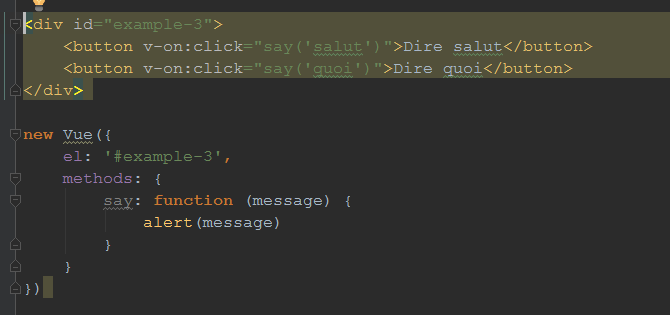 <div id="example-3">
    <button v-on:click="say('salut')">Dire salut</button>
    <button v-on:click="say('quoi')">Dire quoi</button>
</div>

new Vue({
    el: '#example-3',
    methods: {
        say: function (message) {
            alert(message)
        }
    }
})